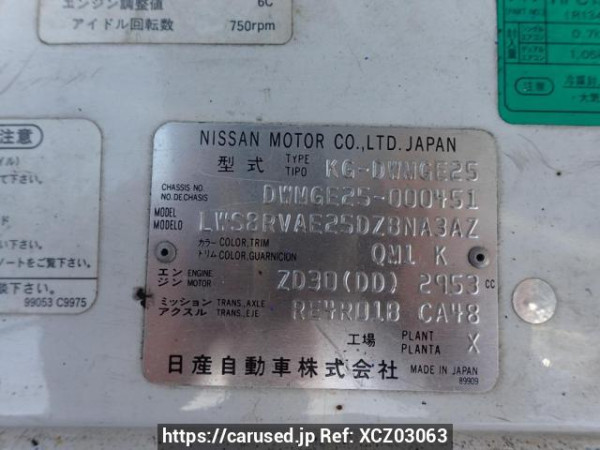 エンジン調整値 6C
アイドル回転数 750rpm
注意
99053 C9975
NISSAN MOTOR CO.,LTD. JAPAN
型式 TYPE TIPO KG-DWMGE25
CHASSIS NO. NO.DECHASIS DWMGE25-000451
MODEL MODELO LWS8RVAE25DZ8NA3AZ
カラー COLOR,TRIM
トリム COLOR,GUARNICION QM1 K
エンジン ENGINE MOTOR ZD30(DD) 2953 cc
ミッション TRANS,AXLE
アクスル TRANS,EJE RE4R01B CA48
工場 PLANT PLANTA X
日産自動車株式会社 MADE IN JAPAN
89909
https://carused.jp Ref: XCZ03063